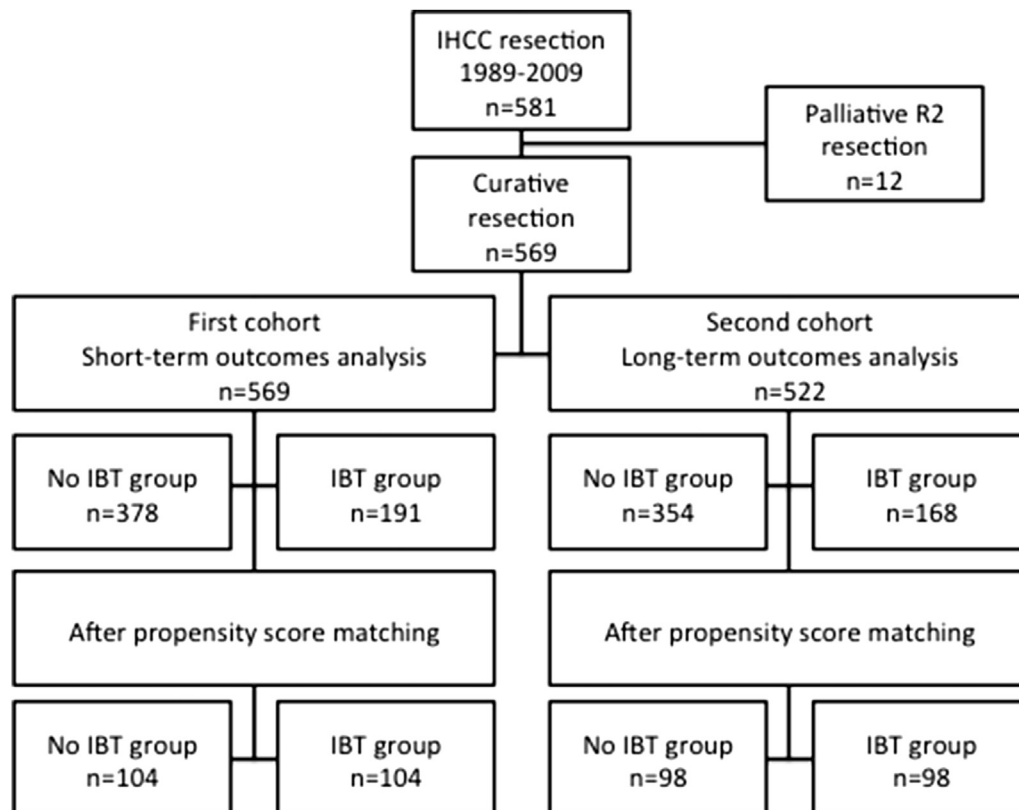 IHCC resection
1989-2009
n=581
Palliative R2
resection
n=12
Curative
resection
n=569
First cohort
Short-term outcomes analysis
n=569
Second cohort
Long-term outcomes analysis
n=522
No IBT group
n=378
IBT group
n=191
No IBT group
n=354
IBT group
n=168
After propensity score matching
After propensity score matching
No IBT group
n=104
IBT group
n=104
No IBT group
n=98
IBT group
n=98